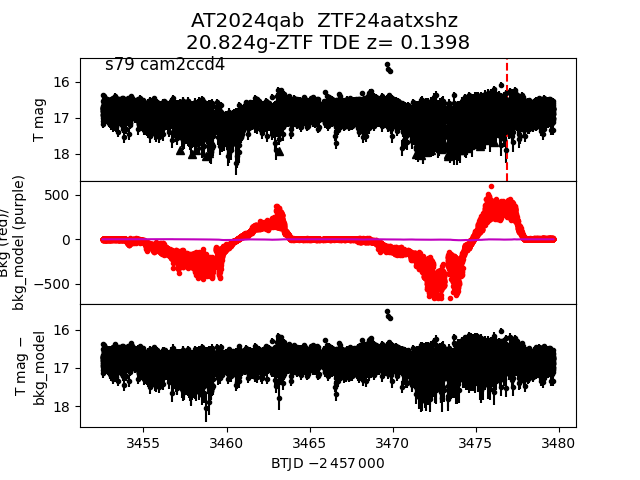 AT2024qab ZTF24aatxshz
20.824g-ZTF TDE z= 0.1398
s79 cam2ccd4
T mag
16
17
18
Bkg (red)/
bkg_model (purple)
500
0
−500
T mag −
bkg_model
16
17
18
3455 3460 3465 3470 3475 3480
BTJD −2 457 000